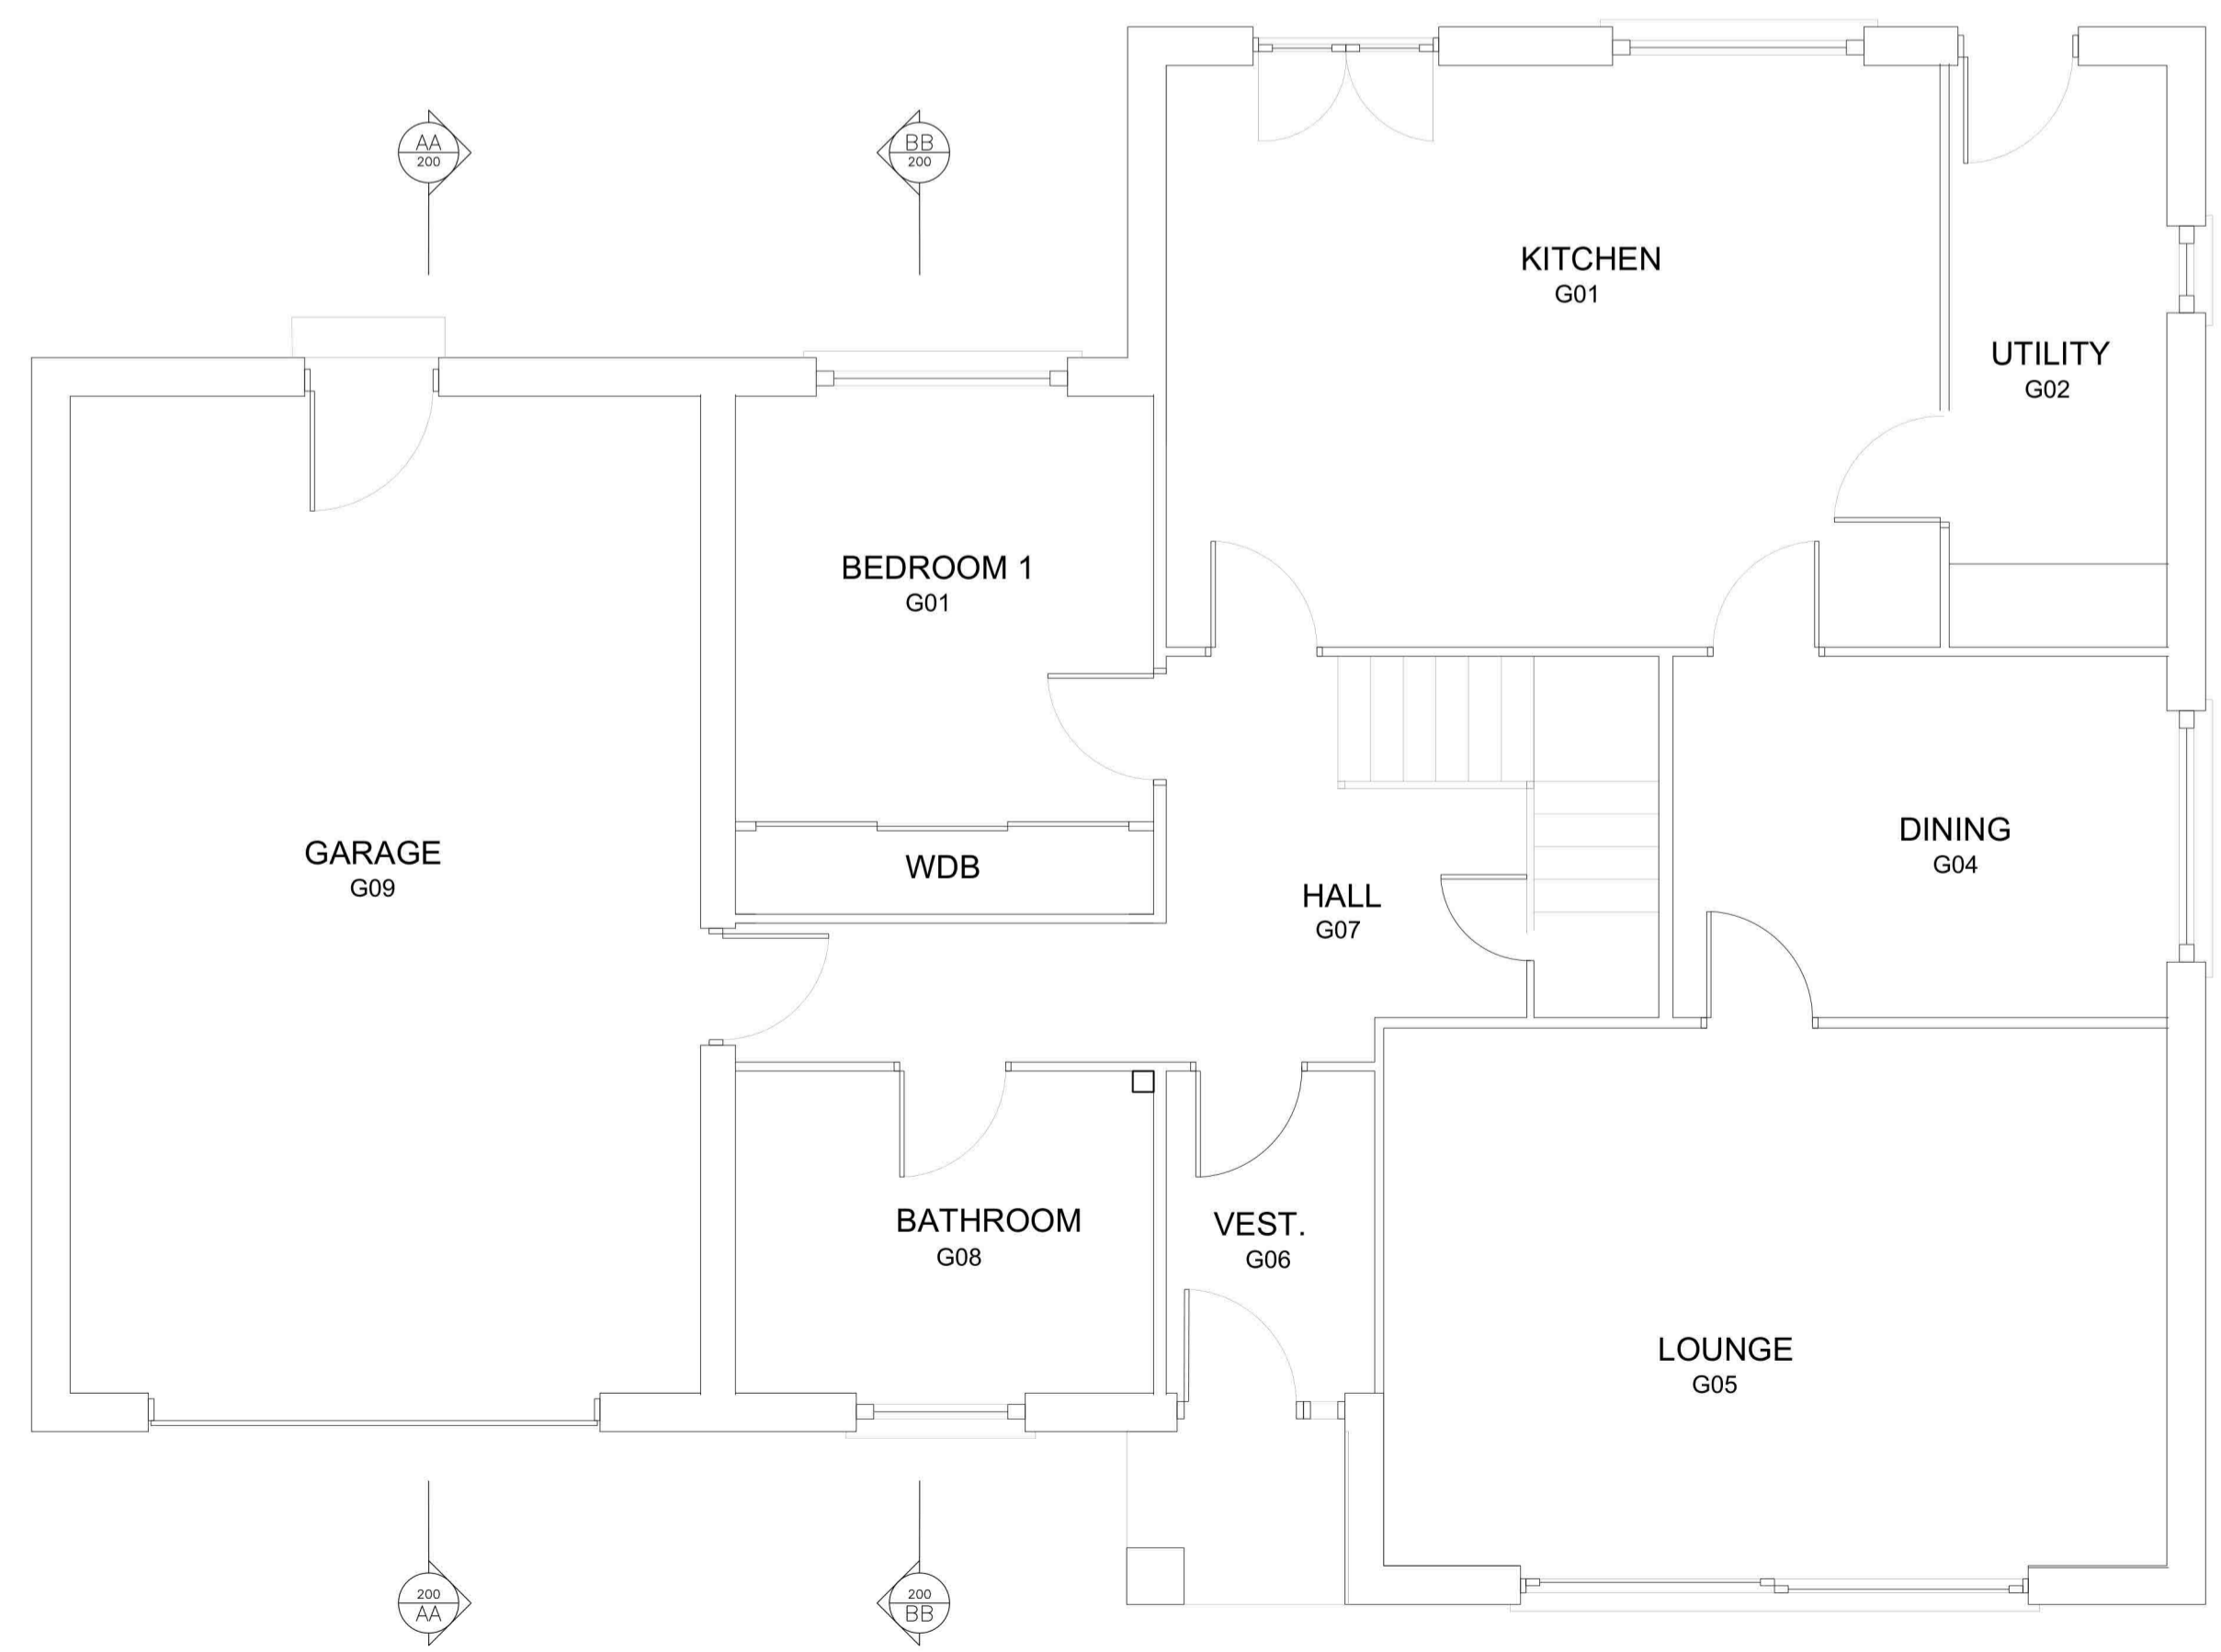 AA
200
BB
200
KITCHEN
G01
UTILITY
G02
BEDROOM 1
G01
GARAGE
G09
WDB
HALL
G07
DINING
G04
BATHROOM
G08
VEST.
G06
LOUNGE
G05
200
AA
200
BB